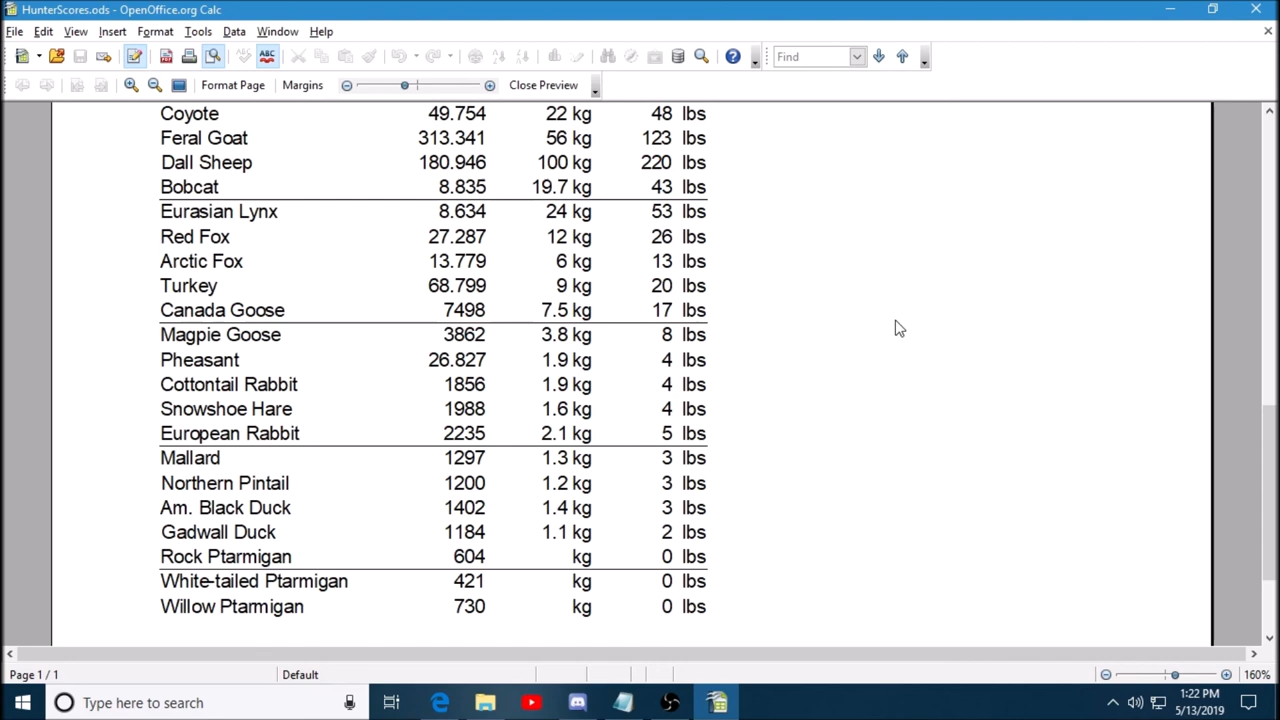 HunterScores.ods - OpenOffice.org Calc
File Edit View Insert Format Tools Data Window Help
ABC ABC Find
Format Page Margins Close Preview
Coyote 49.754 22 kg 48 lbs
Feral Goat 313.341 56 kg 123 lbs
Dall Sheep 180.946 100 kg 220 lbs
Bobcat 8.835 19.7 kg 43 lbs
Eurasian Lynx 8.634 24 kg 53 lbs
Red Fox 27.287 12 kg 26 lbs
Arctic Fox 13.779 6 kg 13 lbs
Turkey 68.799 9 kg 20 lbs
Canada Goose 7498 7.5 kg 17 lbs
Magpie Goose 3862 3.8 kg 8 lbs
Pheasant 26.827 1.9 kg 4 lbs
Cottontail Rabbit 1856 1.9 kg 4 lbs
Snowshoe Hare 1988 1.6 kg 4 lbs
European Rabbit 2235 2.1 kg 5 lbs
Mallard 1297 1.3 kg 3 lbs
Northern Pintail 1200 1.2 kg 3 lbs
Am. Black Duck 1402 1.4 kg 3 lbs
Gadwall Duck 1184 1.1 kg 2 lbs
Rock Ptarmigan 604 kg 0 lbs
White-tailed Ptarmigan 421 kg 0 lbs
Willow Ptarmigan 730 kg 0 lbs
Page 1 / 1 Default 160%
Type here to search 1:22 PM
5/13/2019